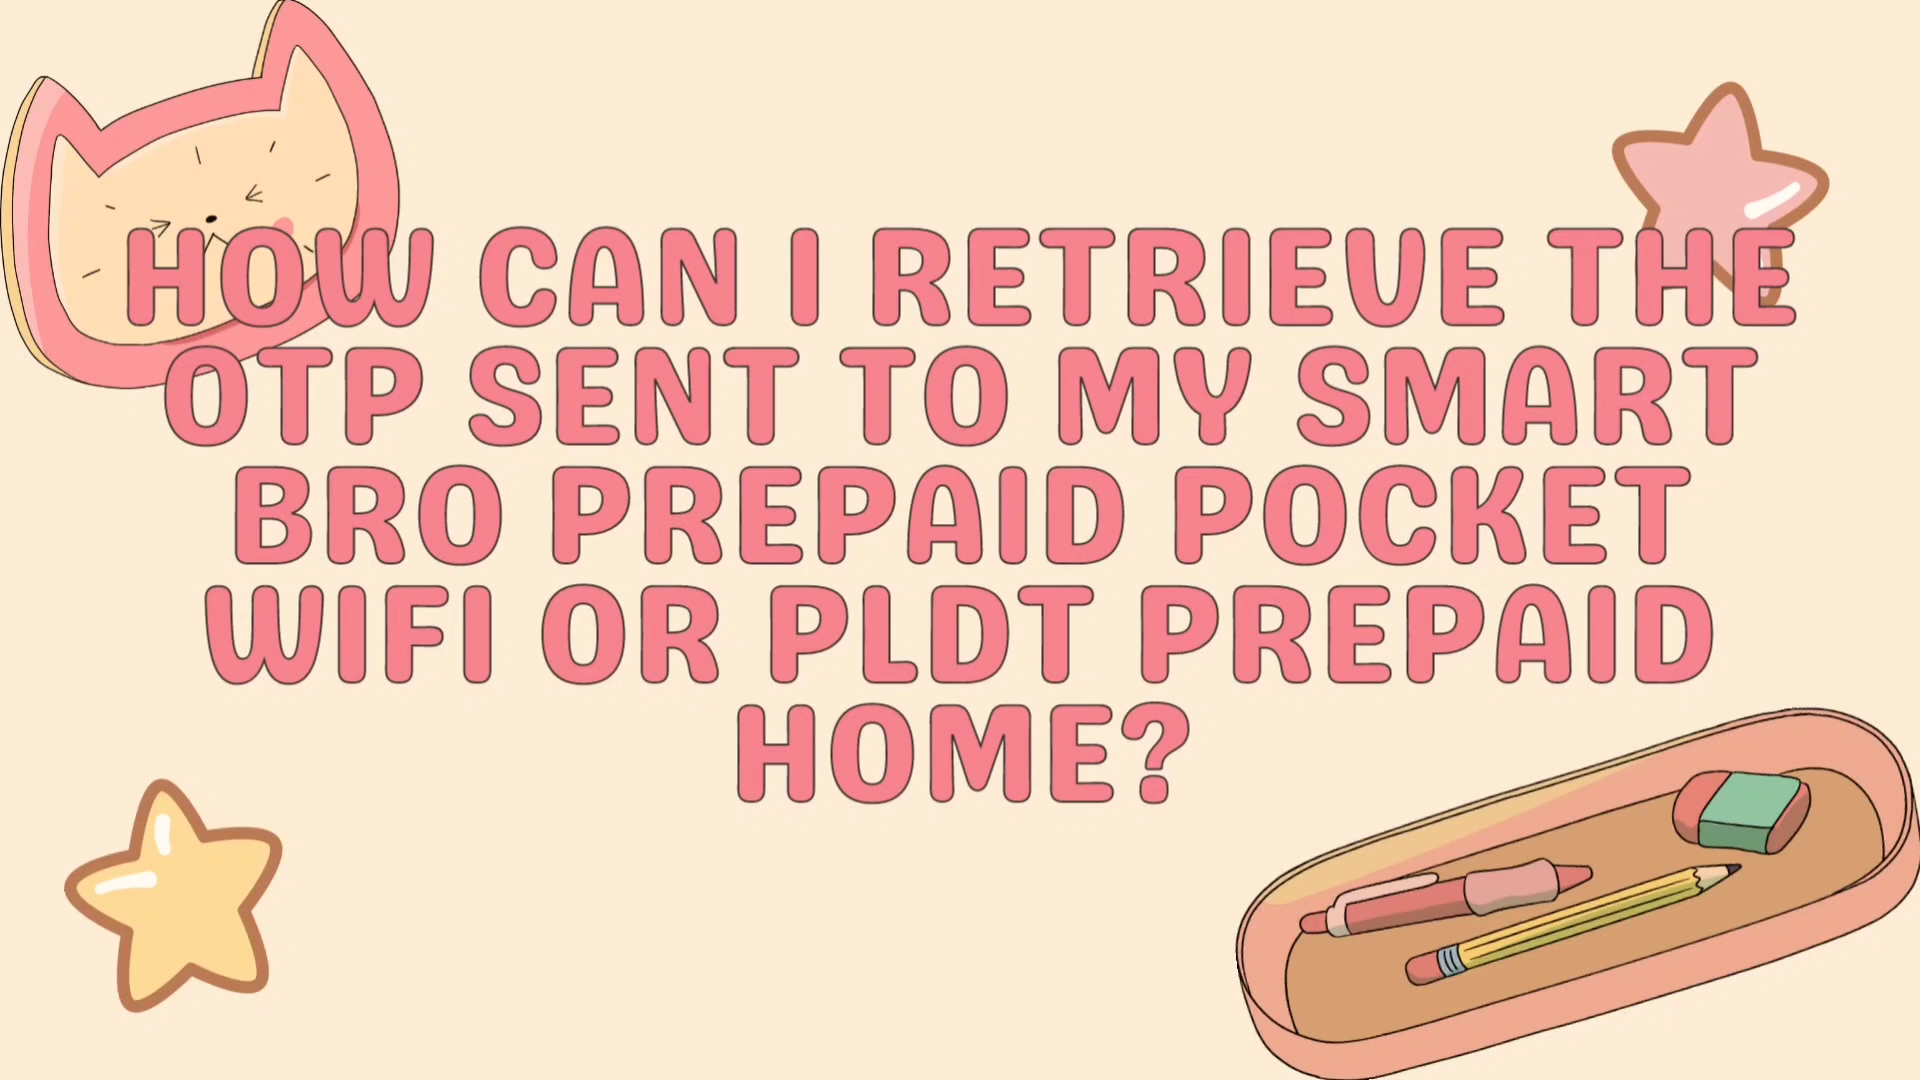 HOW CAN I RETRIEVE THE
OTP SENT TO MY SMART
BRO PREPAID POCKET
WIFI OR PLDT PREPAID
HOME?